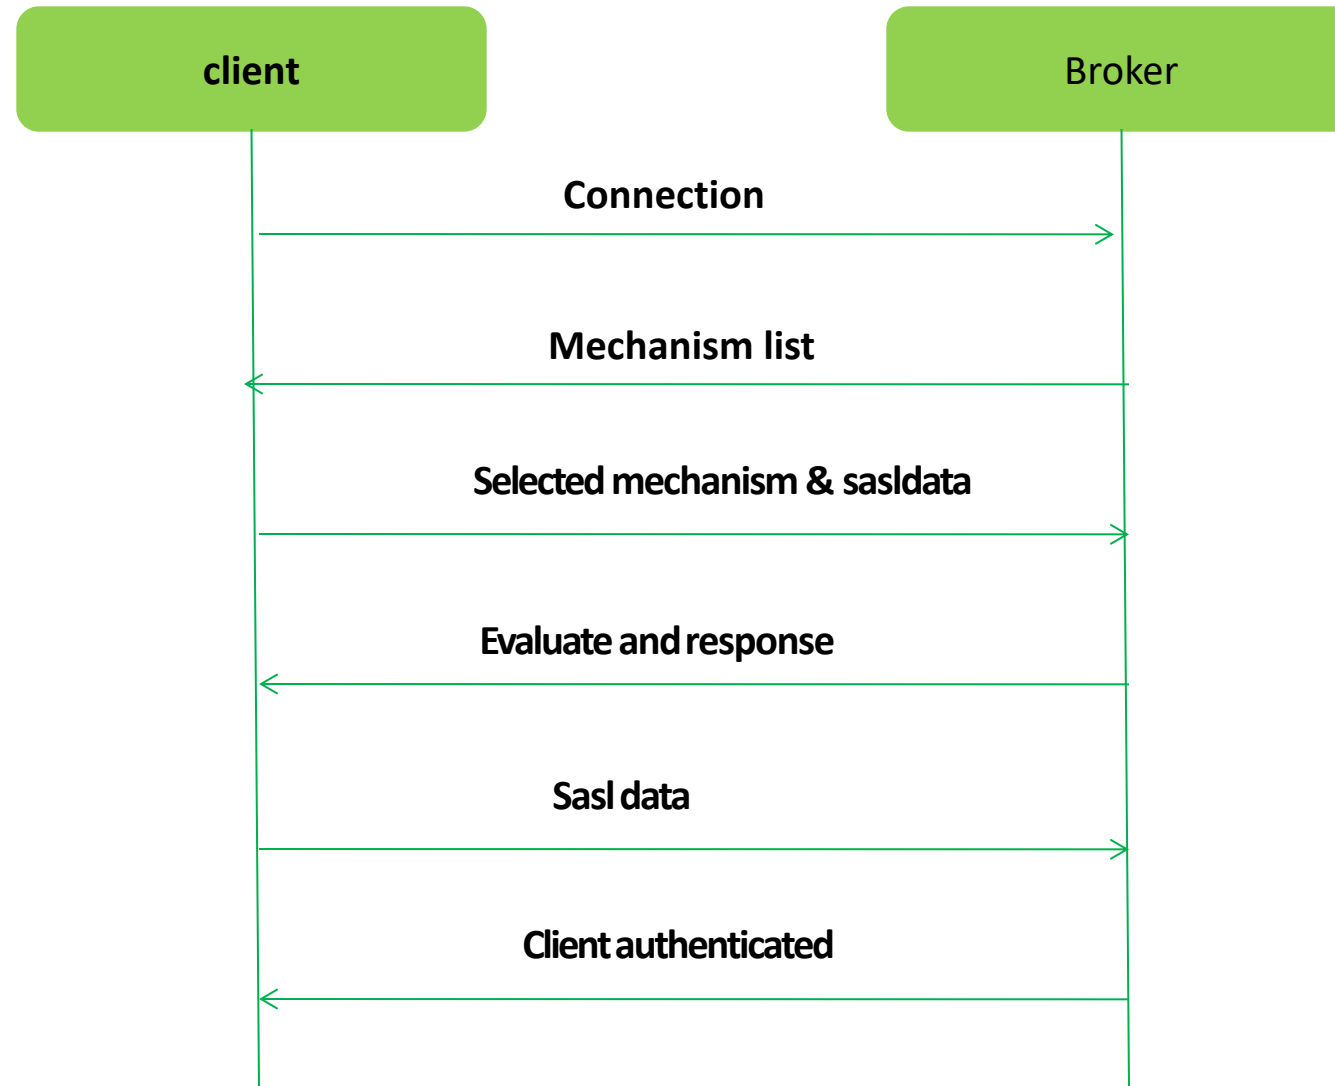 client
Broker
Connection
Mechanism list
Selected mechanism & sasldata
Evaluate and response
Sasl data
Client authenticated